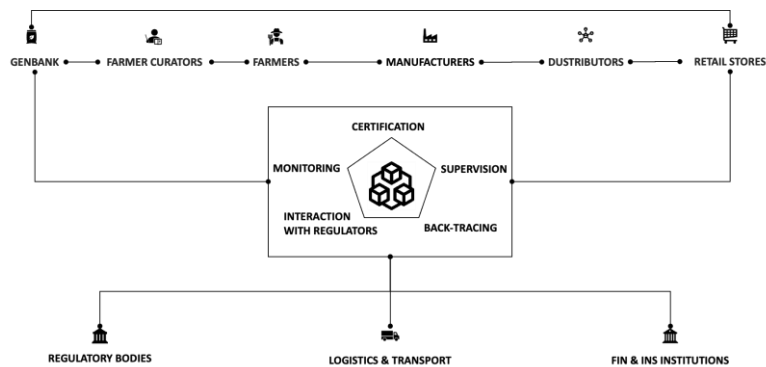 GENBANK
FARMER CURATORS
FARMERS
MANUFACTURERS
DUSTRIBUTORS
RETAIL STORES
CERTIFICATION
MONITORING
SUPERVISION
INTERACTION
WITH REGULATORS
BACK-TRACING
REGULATORY BODIES
LOGISTICS & TRANSPORT
FIN & INS INSTITUTIONS